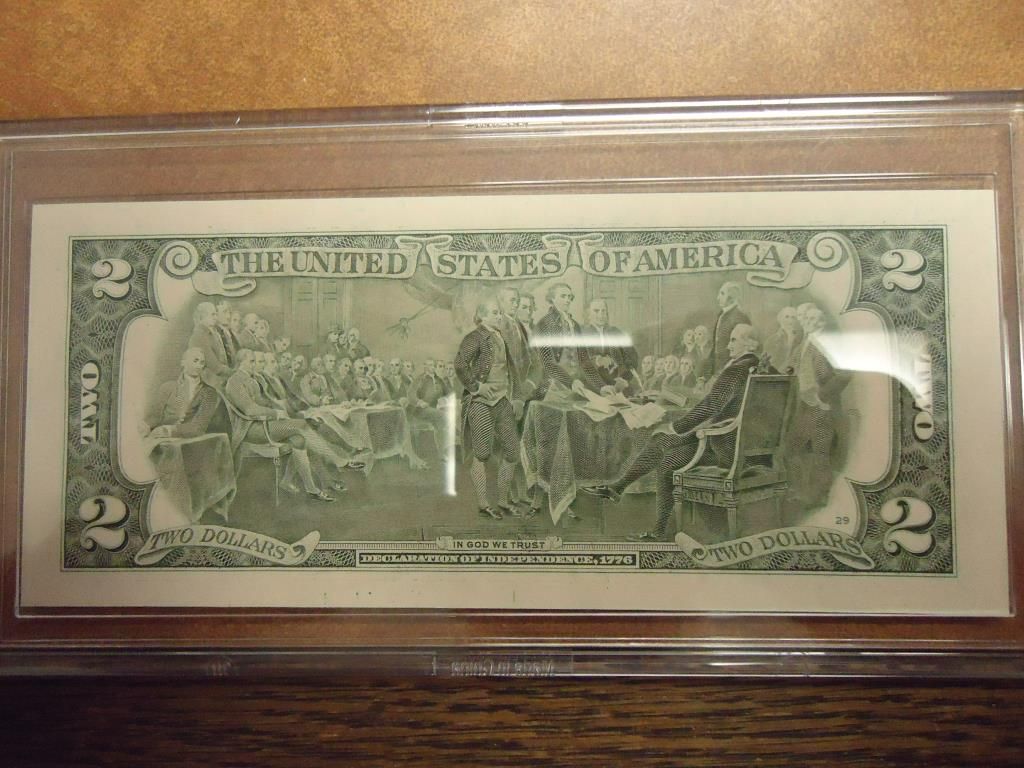 2 THE UNITED STATES OF AMERICA 2
TWO TWO
29
2 TWO DOLLARS IN GOD WE TRUST TWO DOLLARS 2
DECLARATION OF INDEPENDENCE, 1776